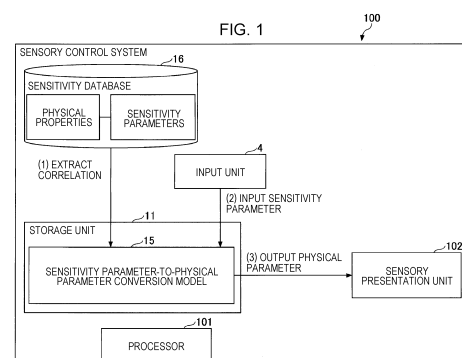 FIG. 1
100
SENSORY CONTROL SYSTEM
16
SENSITIVITY DATABASE
PHYSICAL
PROPERTIES
SENSITIVITY
PARAMETERS
(1) EXTRACT
CORRELATION
4
INPUT UNIT
(2) INPUT SENSITIVITY
PARAMETER
11
STORAGE UNIT
15
SENSITIVITY PARAMETER-TO-PHYSICAL
PARAMETER CONVERSION MODEL
(3) OUTPUT PHYSICAL
PARAMETER
102
SENSORY
PRESENTATION UNIT
101
PROCESSOR